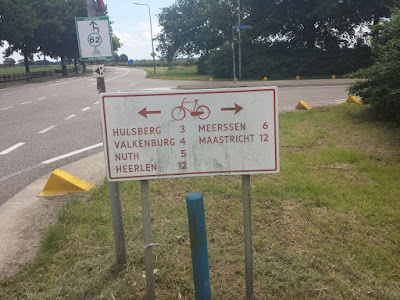 62
HULSBERG 3 MEERSSEN 6
VALKENBURG 4 MAASTRICHT 12
NUTH 5
HEERLEN 12